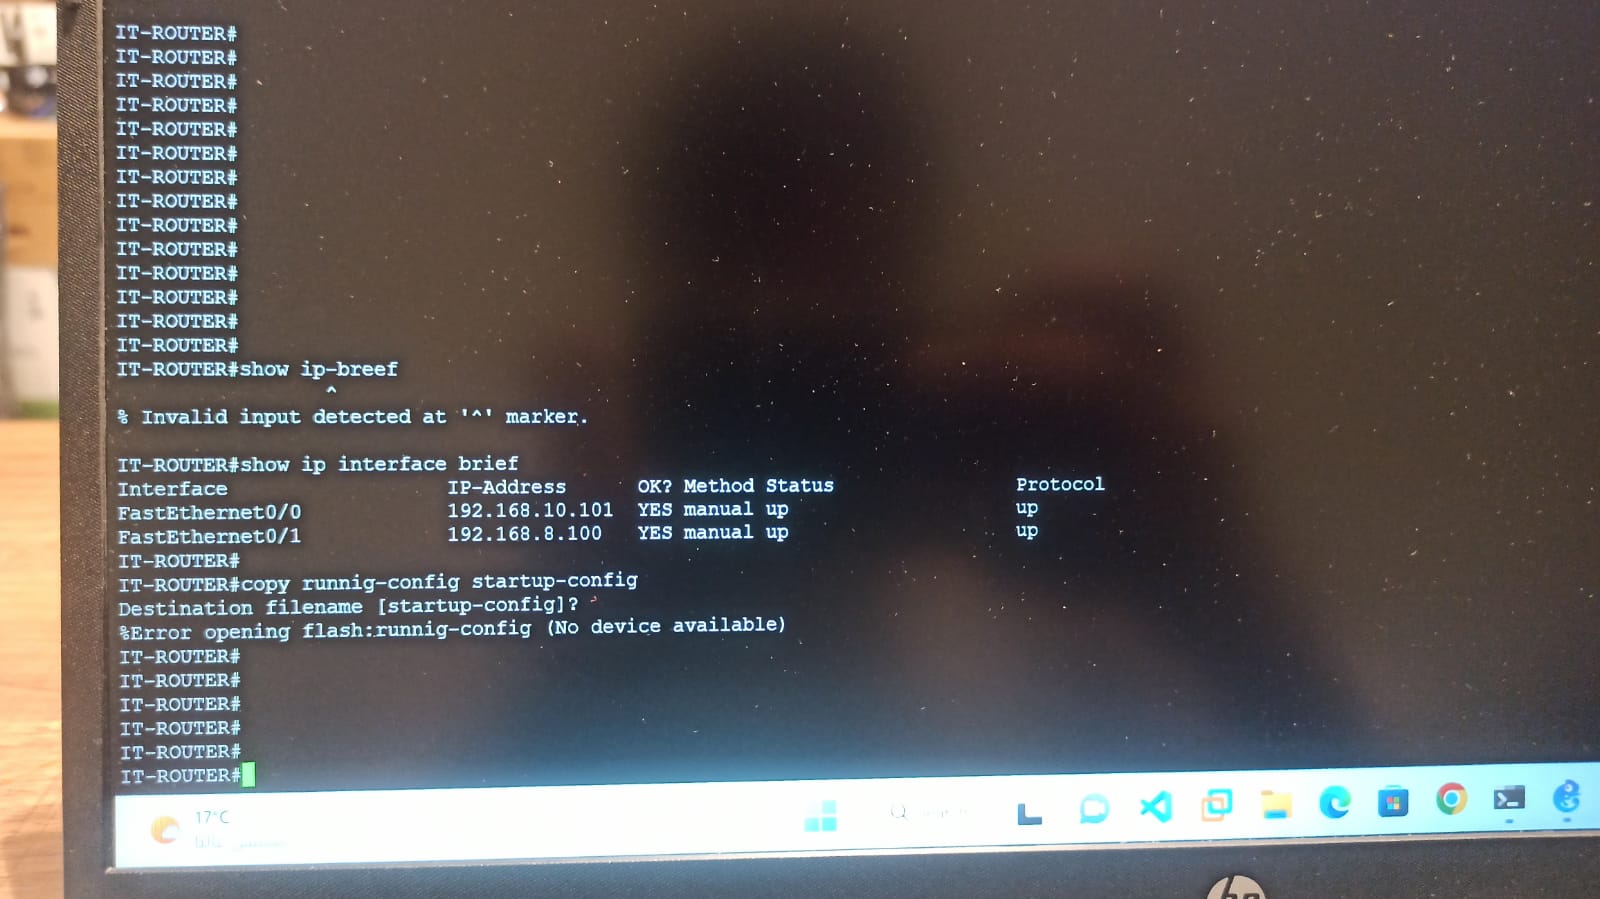 IT-ROUTER#
IT-ROUTER#
IT-ROUTER#
IT-ROUTER#
IT-ROUTER#
IT-ROUTER#
IT-ROUTER#
IT-ROUTER#
IT-ROUTER#
IT-ROUTER#
IT-ROUTER#
IT-ROUTER#
IT-ROUTER#
IT-ROUTER#
IT-ROUTER#show ip-breef
^
% Invalid input detected at '^' marker.
IT-ROUTER#show ip interface brief
Interface IP-Address OK? Method Status Protocol
FastEthernet0/0 192.168.10.101 YES manual up up
FastEthernet0/1 192.168.8.100 YES manual up up
IT-ROUTER#
IT-ROUTER#copy runnig-config startup-config
Destination filename [startup-config]?
%Error opening flash:runnig-config (No device available)
IT-ROUTER#
IT-ROUTER#
IT-ROUTER#
IT-ROUTER#
IT-ROUTER#
IT-ROUTER#
17°C
Search
hp